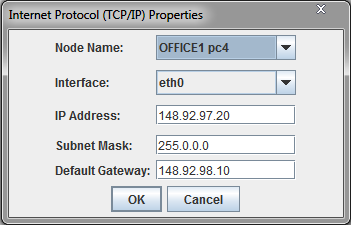 Internet Protocol (TCP/IP) Properties
Node Name: OFFICE1 pc4
Interface: eth0
IP Address: 148.92.97.20
Subnet Mask: 255.0.0.0
Default Gateway: 148.92.98.10
OK Cancel